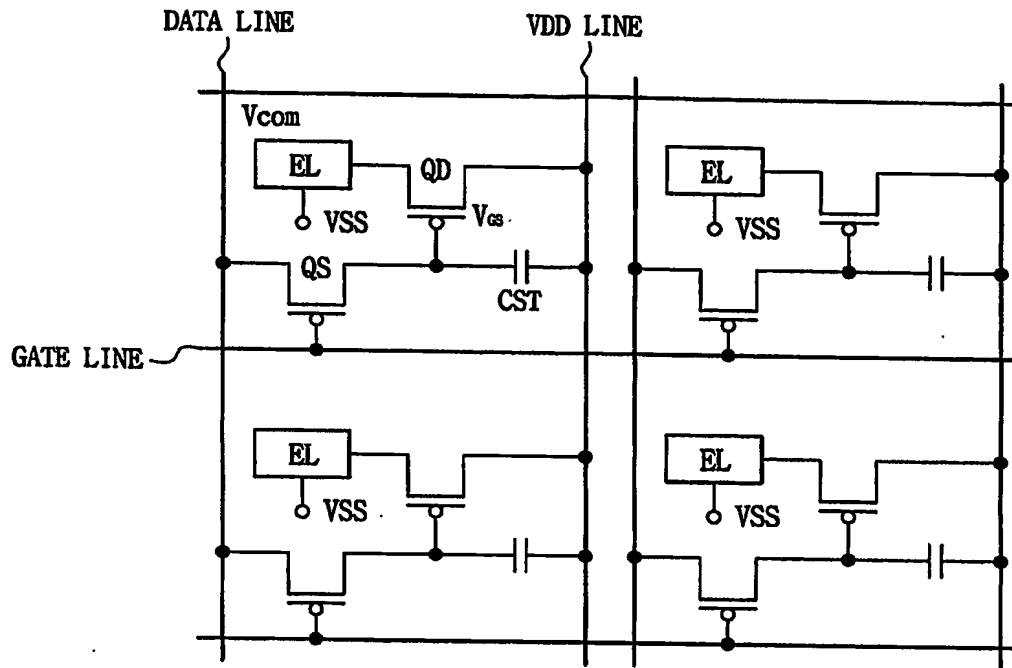 DATA LINE
VDD LINE
Vcom
EL
QD
EL
VSS
VGS
VSS
QS
CST
GATE LINE
EL
EL
VSS
VSS